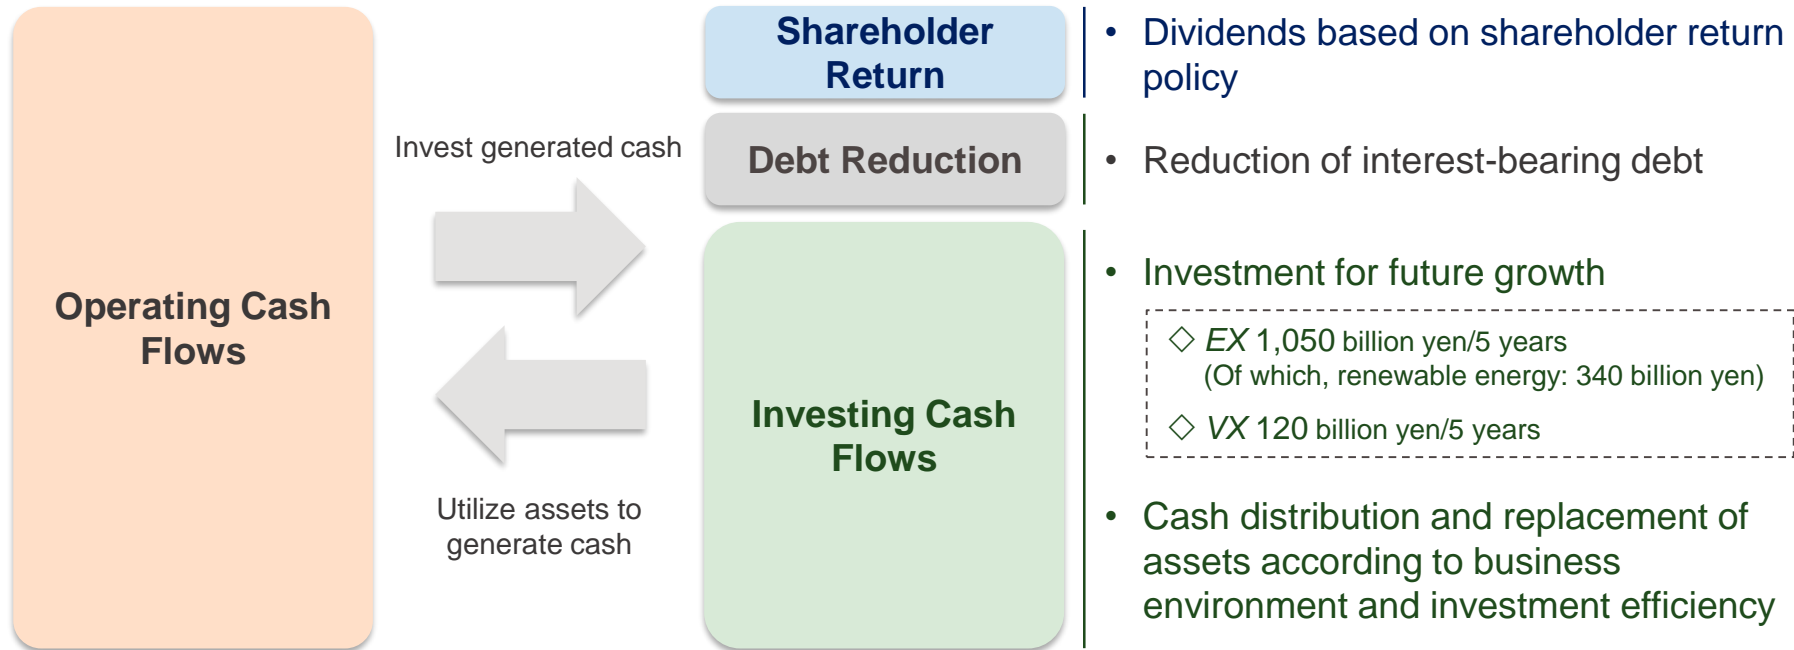 Operating Cash
Flows
Invest generated cash
Utilize assets to
generate cash
Shareholder
Return
• Dividends based on shareholder return
policy
Debt Reduction
• Reduction of interest-bearing debt
Investing Cash
Flows
• Investment for future growth
◇ EX 1,050 billion yen/5 years
(Of which, renewable energy: 340 billion yen)
◇ VX 120 billion yen/5 years
• Cash distribution and replacement of
assets according to business
environment and investment efficiency